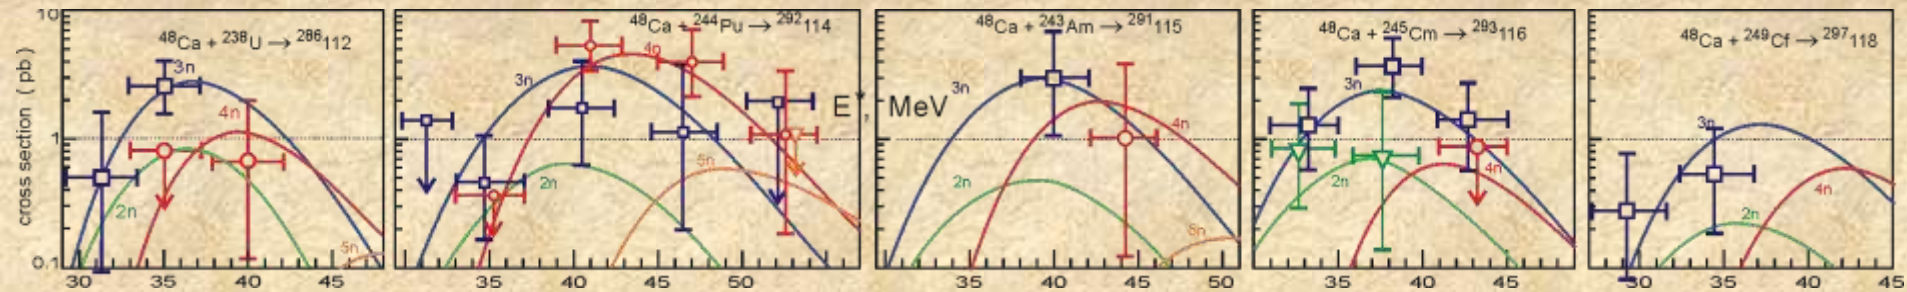 cross section ( pb )
10
1
0.1
⁴⁸Ca + ²³⁸U → ²⁸⁶112
3n
4n
2n
5n
30 35 40 45
⁴⁸Ca + ²⁴⁴Pu → ²⁹²114
4n
3n
2n
5n
35 40 45 50
E*, MeV
⁴⁸Ca + ²⁴³Am → ²⁹¹115
3n
4n
2n
5n
35 40 45 50
⁴⁸Ca + ²⁴⁵Cm → ²⁹³116
3n
2n
4n
35 40 45
⁴⁸Ca + ²⁴⁹Cf → ²⁹⁷118
3n
4n
2n
30 35 40 45